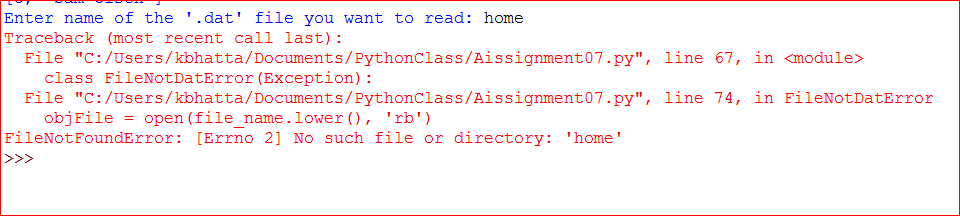 Enter name of the '.dat' file you want to read: home
Traceback (most recent call last):
  File "C:/Users/kbhatta/Documents/PythonClass/Aissignment07.py", line 67, in <module>
    class FileNotDatError(Exception):
  File "C:/Users/kbhatta/Documents/PythonClass/Aissignment07.py", line 74, in FileNotDatError
    objFile = open(file_name.lower(), 'rb')
FileNotFoundError: [Errno 2] No such file or directory: 'home'
>>>